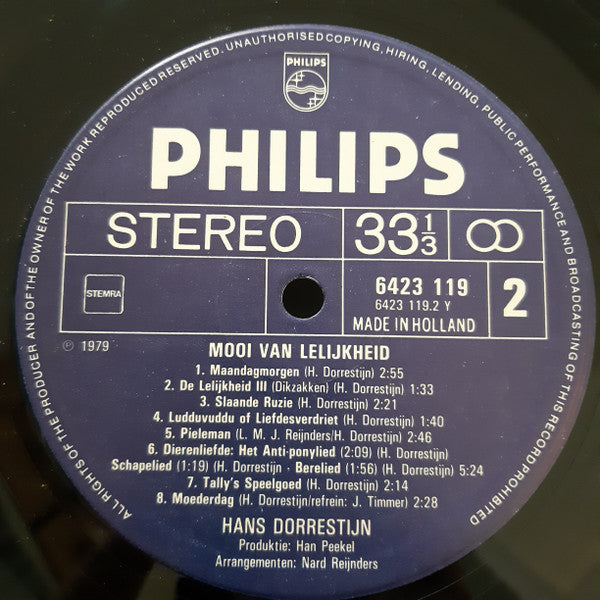 ALL RIGHTS OF THE PRODUCER AND OF THE OWNER OF THE WORK REPRODUCED RESERVED. UNAUTHORISED COPYING, HIRING, LENDING, PUBLIC PERFORMANCE AND BROADCASTING OF THIS RECORD PROHIBITED
PHILIPS
PHILIPS
STEREO 33⅓
STEMRA
6423 119
6423 119.2 Y
MADE IN HOLLAND
2
℗ 1979
MOOI VAN LELIJKHEID
1. Maandagmorgen (H. Dorrestijn) 2:55
2. De Lelijkheid III (Dikzakken) (H. Dorrestijn) 1:33
3. Slaande Ruzie (H. Dorrestijn) 2:21
4. Ludduvuddu of Liefdesverdriet (H. Dorrestijn) 1:40
5. Pieleman (L. M. J. Reijnders/H. Dorrestijn) 2:46
6. Dierenliefde: Het Anti-ponylied (2:09) (H. Dorrestijn)
Schapelied (1:19) (H. Dorrestijn · Berelied (1:56) (H. Dorrestijn) 5:24
7. Tally's Speelgoed (H. Dorrestijn) 2:14
8. Moederdag (H. Dorrestijn/refrein: J. Timmer) 2:28
HANS DORRESTIJN
Produktie: Han Peekel
Arrangementen: Nard Reijnders